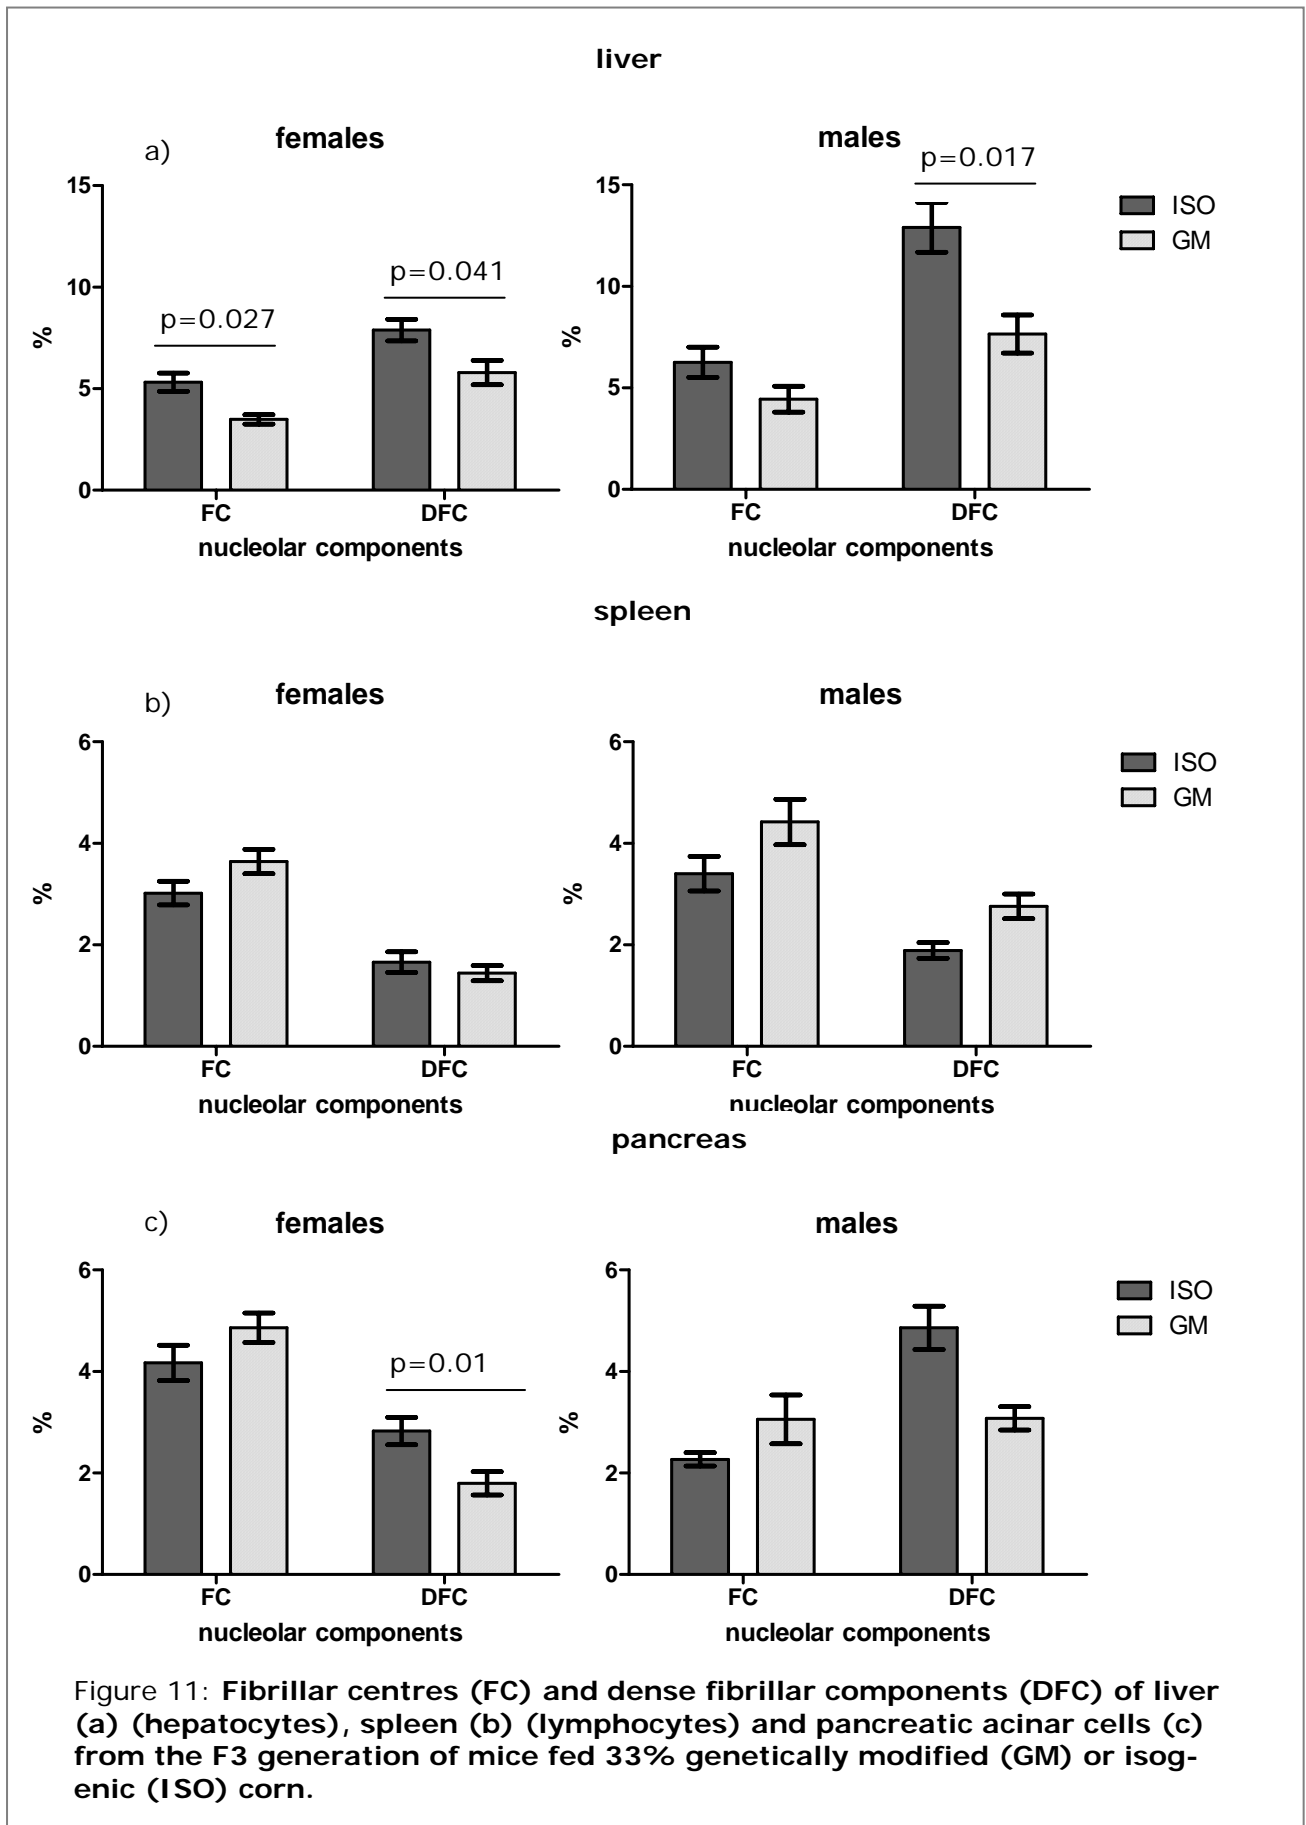 liver
a)
females
males
p=0.017
15
10
5
0
%
p=0.027
p=0.041
FC
DFC
nucleolar components
15
10
5
0
%
FC
DFC
nucleolar components
ISO
GM
spleen
b)
females
males
6
4
2
0
%
FC
DFC
nucleolar components
6
4
2
0
%
FC
DFC
nucleolar components
ISO
GM
pancreas
c)
females
males
6
4
2
0
%
p=0.01
FC
DFC
nucleolar components
6
4
2
0
%
FC
DFC
nucleolar components
ISO
GM
Figure 11: Fibrillar centres (FC) and dense fibrillar components (DFC) of liver
(a) (hepatocytes), spleen (b) (lymphocytes) and pancreatic acinar cells (c)
from the F3 generation of mice fed 33% genetically modified (GM) or isog-
enic (ISO) corn.